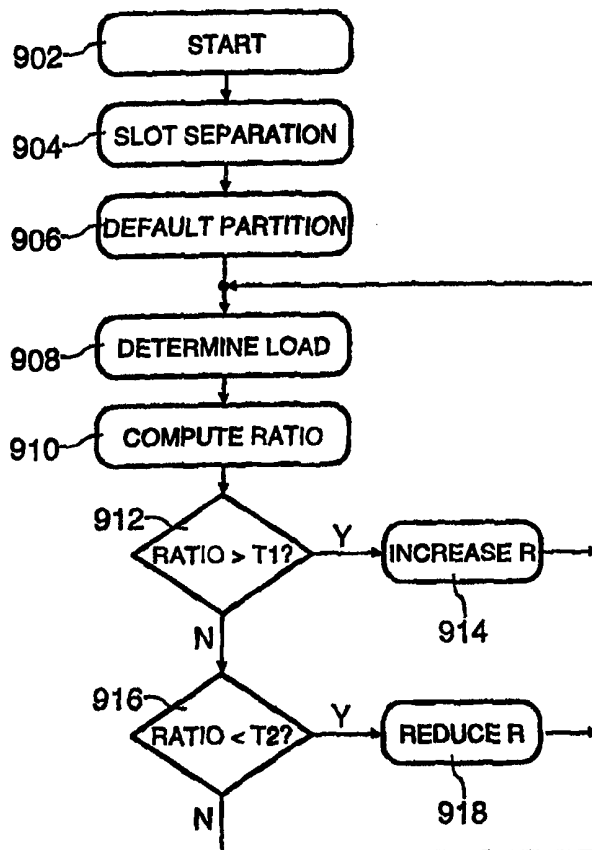 902
START
904
SLOT SEPARATION
906
DEFAULT PARTITION
908
DETERMINE LOAD
910
COMPUTE RATIO
912
RATIO > T1?
Y
INCREASE R
914
N
916
RATIO < T2?
Y
REDUCE R
918
N